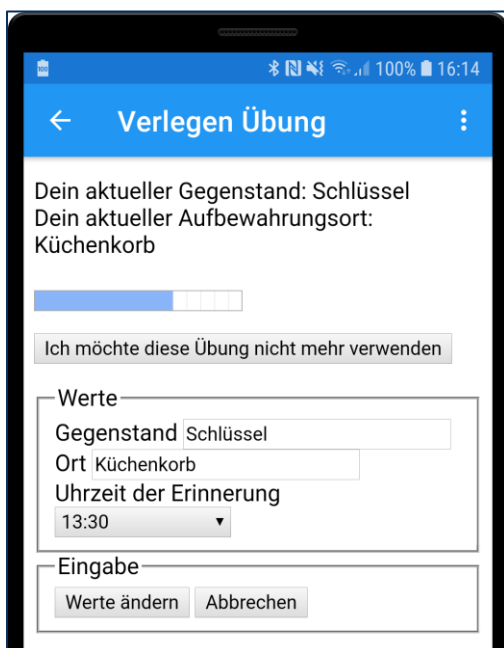 100
100% 16:14
Verlegen Übung
Dein aktueller Gegenstand: Schlüssel
Dein aktueller Aufbewahrungsort:
Küchenkorb
Ich möchte diese Übung nicht mehr verwenden
Werte
Gegenstand Schlüssel
Ort Küchenkorb
Uhrzeit der Erinnerung
13:30
Eingabe
Werte ändern Abbrechen